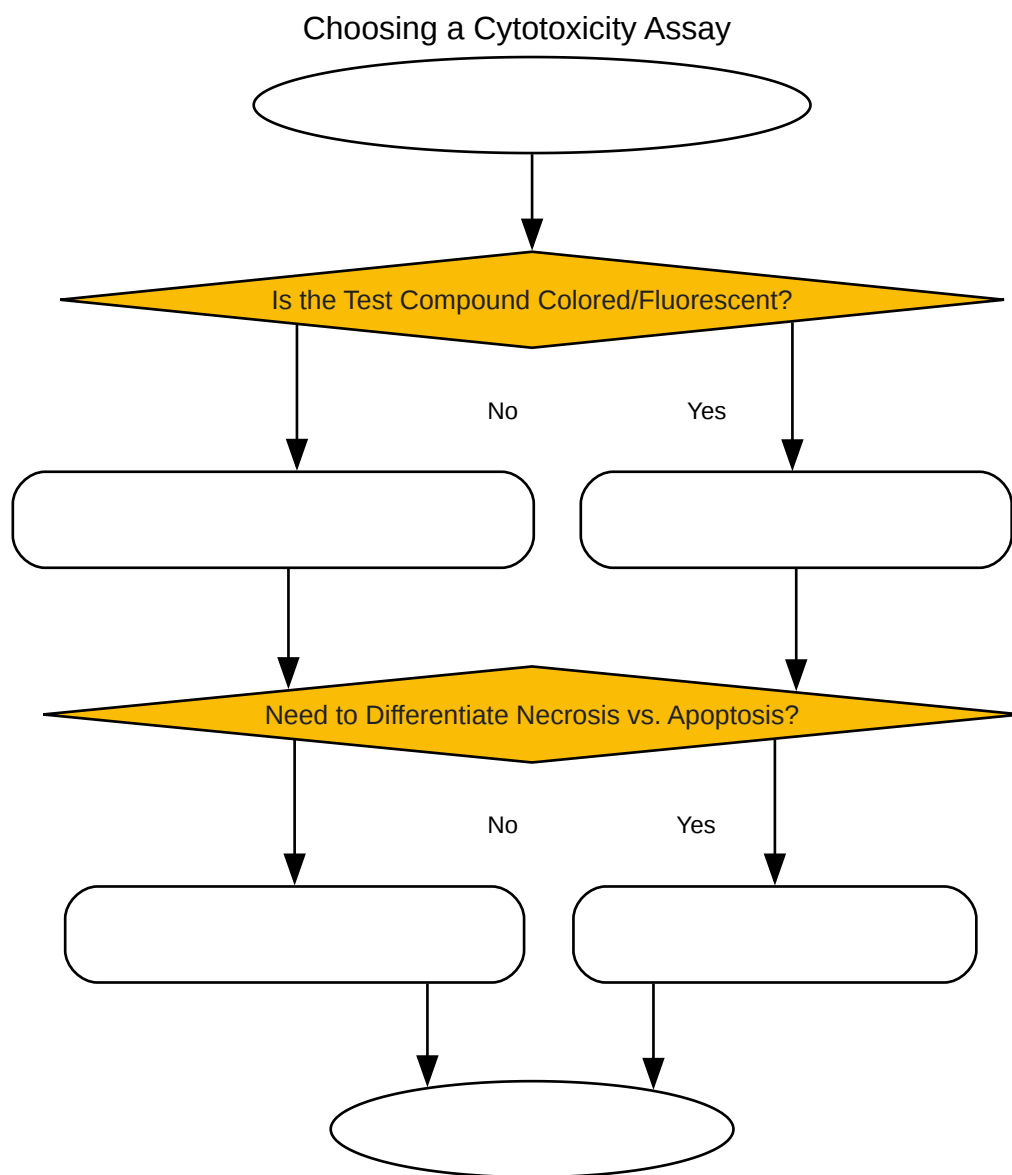 Choosing a Cytotoxicity Assay
Is the Test Compound Colored/Fluorescent?
No
Yes
Need to Differentiate Necrosis vs. Apoptosis?
No
Yes